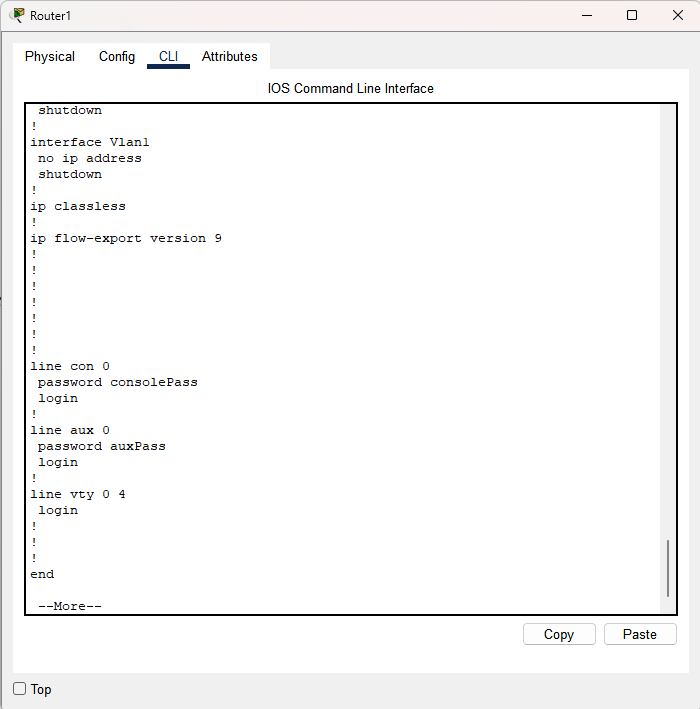 Router1
Physical Config CLI Attributes
IOS Command Line Interface
 shutdown
!
interface Vlan1
 no ip address
 shutdown
!
ip classless
!
ip flow-export version 9
!
!
!
!
!
!
!
line con 0
 password consolePass
 login
!
line aux 0
 password auxPass
 login
!
line vty 0 4
 login
!
!
!
end
 --More--
Copy Paste
Top